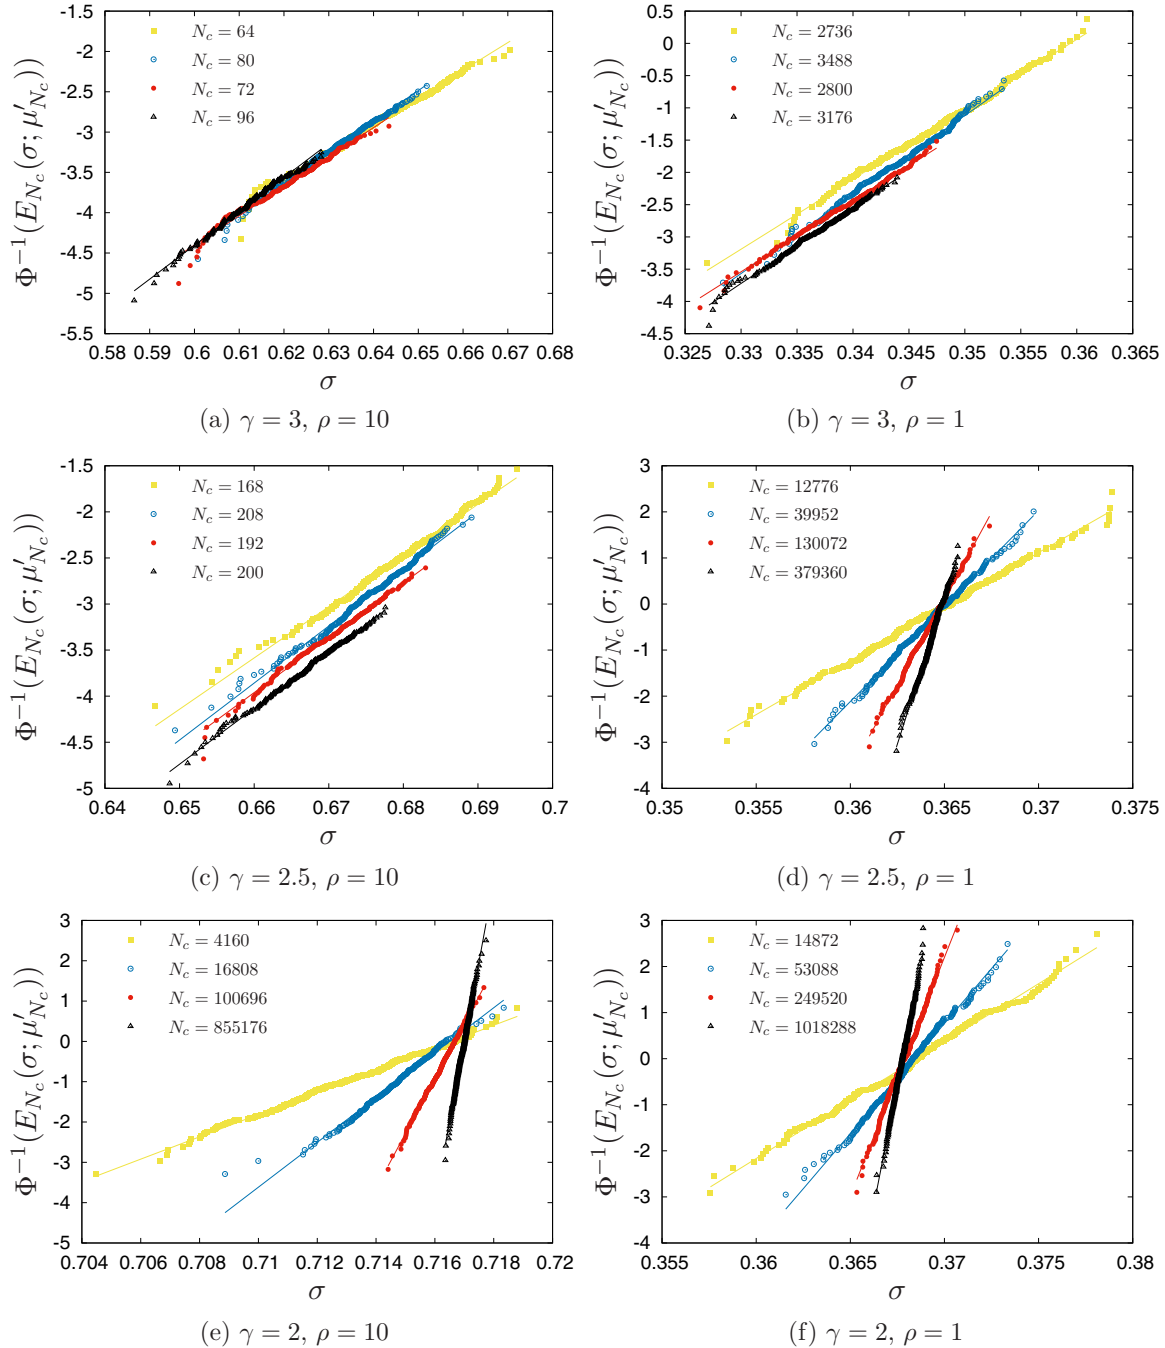 Φ⁻¹(E_{N_c}(σ; μ′_{N_c}))
-1.5
-2
-2.5
-3
-3.5
-4
-4.5
-5
-5.5
N_c = 64
N_c = 80
N_c = 72
N_c = 96
0.58 0.59 0.6 0.61 0.62 0.63 0.64 0.65 0.66 0.67 0.68
σ
(a) γ = 3, ρ = 10
Φ⁻¹(E_{N_c}(σ; μ′_{N_c}))
0.5
0
-0.5
-1
-1.5
-2
-2.5
-3
-3.5
-4
-4.5
N_c = 2736
N_c = 3488
N_c = 2800
N_c = 3176
0.325 0.33 0.335 0.34 0.345 0.35 0.355 0.36 0.365
σ
(b) γ = 3, ρ = 1
Φ⁻¹(E_{N_c}(σ; μ′_{N_c}))
-1.5
-2
-2.5
-3
-3.5
-4
-4.5
-5
N_c = 168
N_c = 208
N_c = 192
N_c = 200
0.64 0.65 0.66 0.67 0.68 0.69 0.7
σ
(c) γ = 2.5, ρ = 10
Φ⁻¹(E_{N_c}(σ; μ′_{N_c}))
3
2
1
0
-1
-2
-3
-4
N_c = 12776
N_c = 39952
N_c = 130072
N_c = 379360
0.35 0.355 0.36 0.365 0.37 0.375
σ
(d) γ = 2.5, ρ = 1
Φ⁻¹(E_{N_c}(σ; μ′_{N_c}))
3
2
1
0
-1
-2
-3
-4
-5
N_c = 4160
N_c = 16808
N_c = 100696
N_c = 855176
0.704 0.706 0.708 0.71 0.712 0.714 0.716 0.718 0.72
σ
(e) γ = 2, ρ = 10
Φ⁻¹(E_{N_c}(σ; μ′_{N_c}))
3
2
1
0
-1
-2
-3
-4
N_c = 14872
N_c = 53088
N_c = 249520
N_c = 1018288
0.355 0.36 0.365 0.37 0.375 0.38
σ
(f) γ = 2, ρ = 1